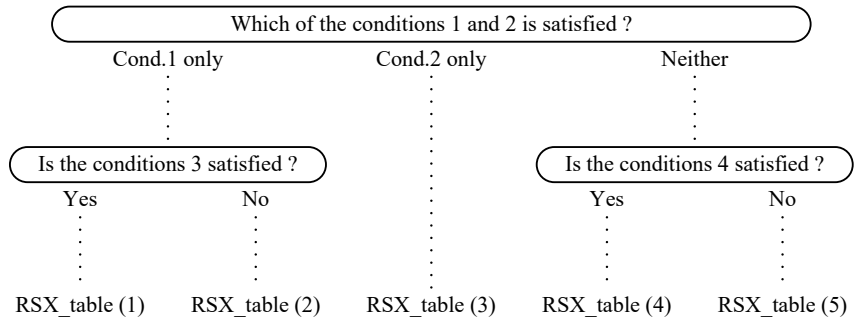 Which of the conditions 1 and 2 is satisfied ?
Cond.1 only Cond.2 only Neither
Is the conditions 3 satisfied ? Is the conditions 4 satisfied ?
Yes No Yes No
RSX_table (1) RSX_table (2) RSX_table (3) RSX_table (4) RSX_table (5)